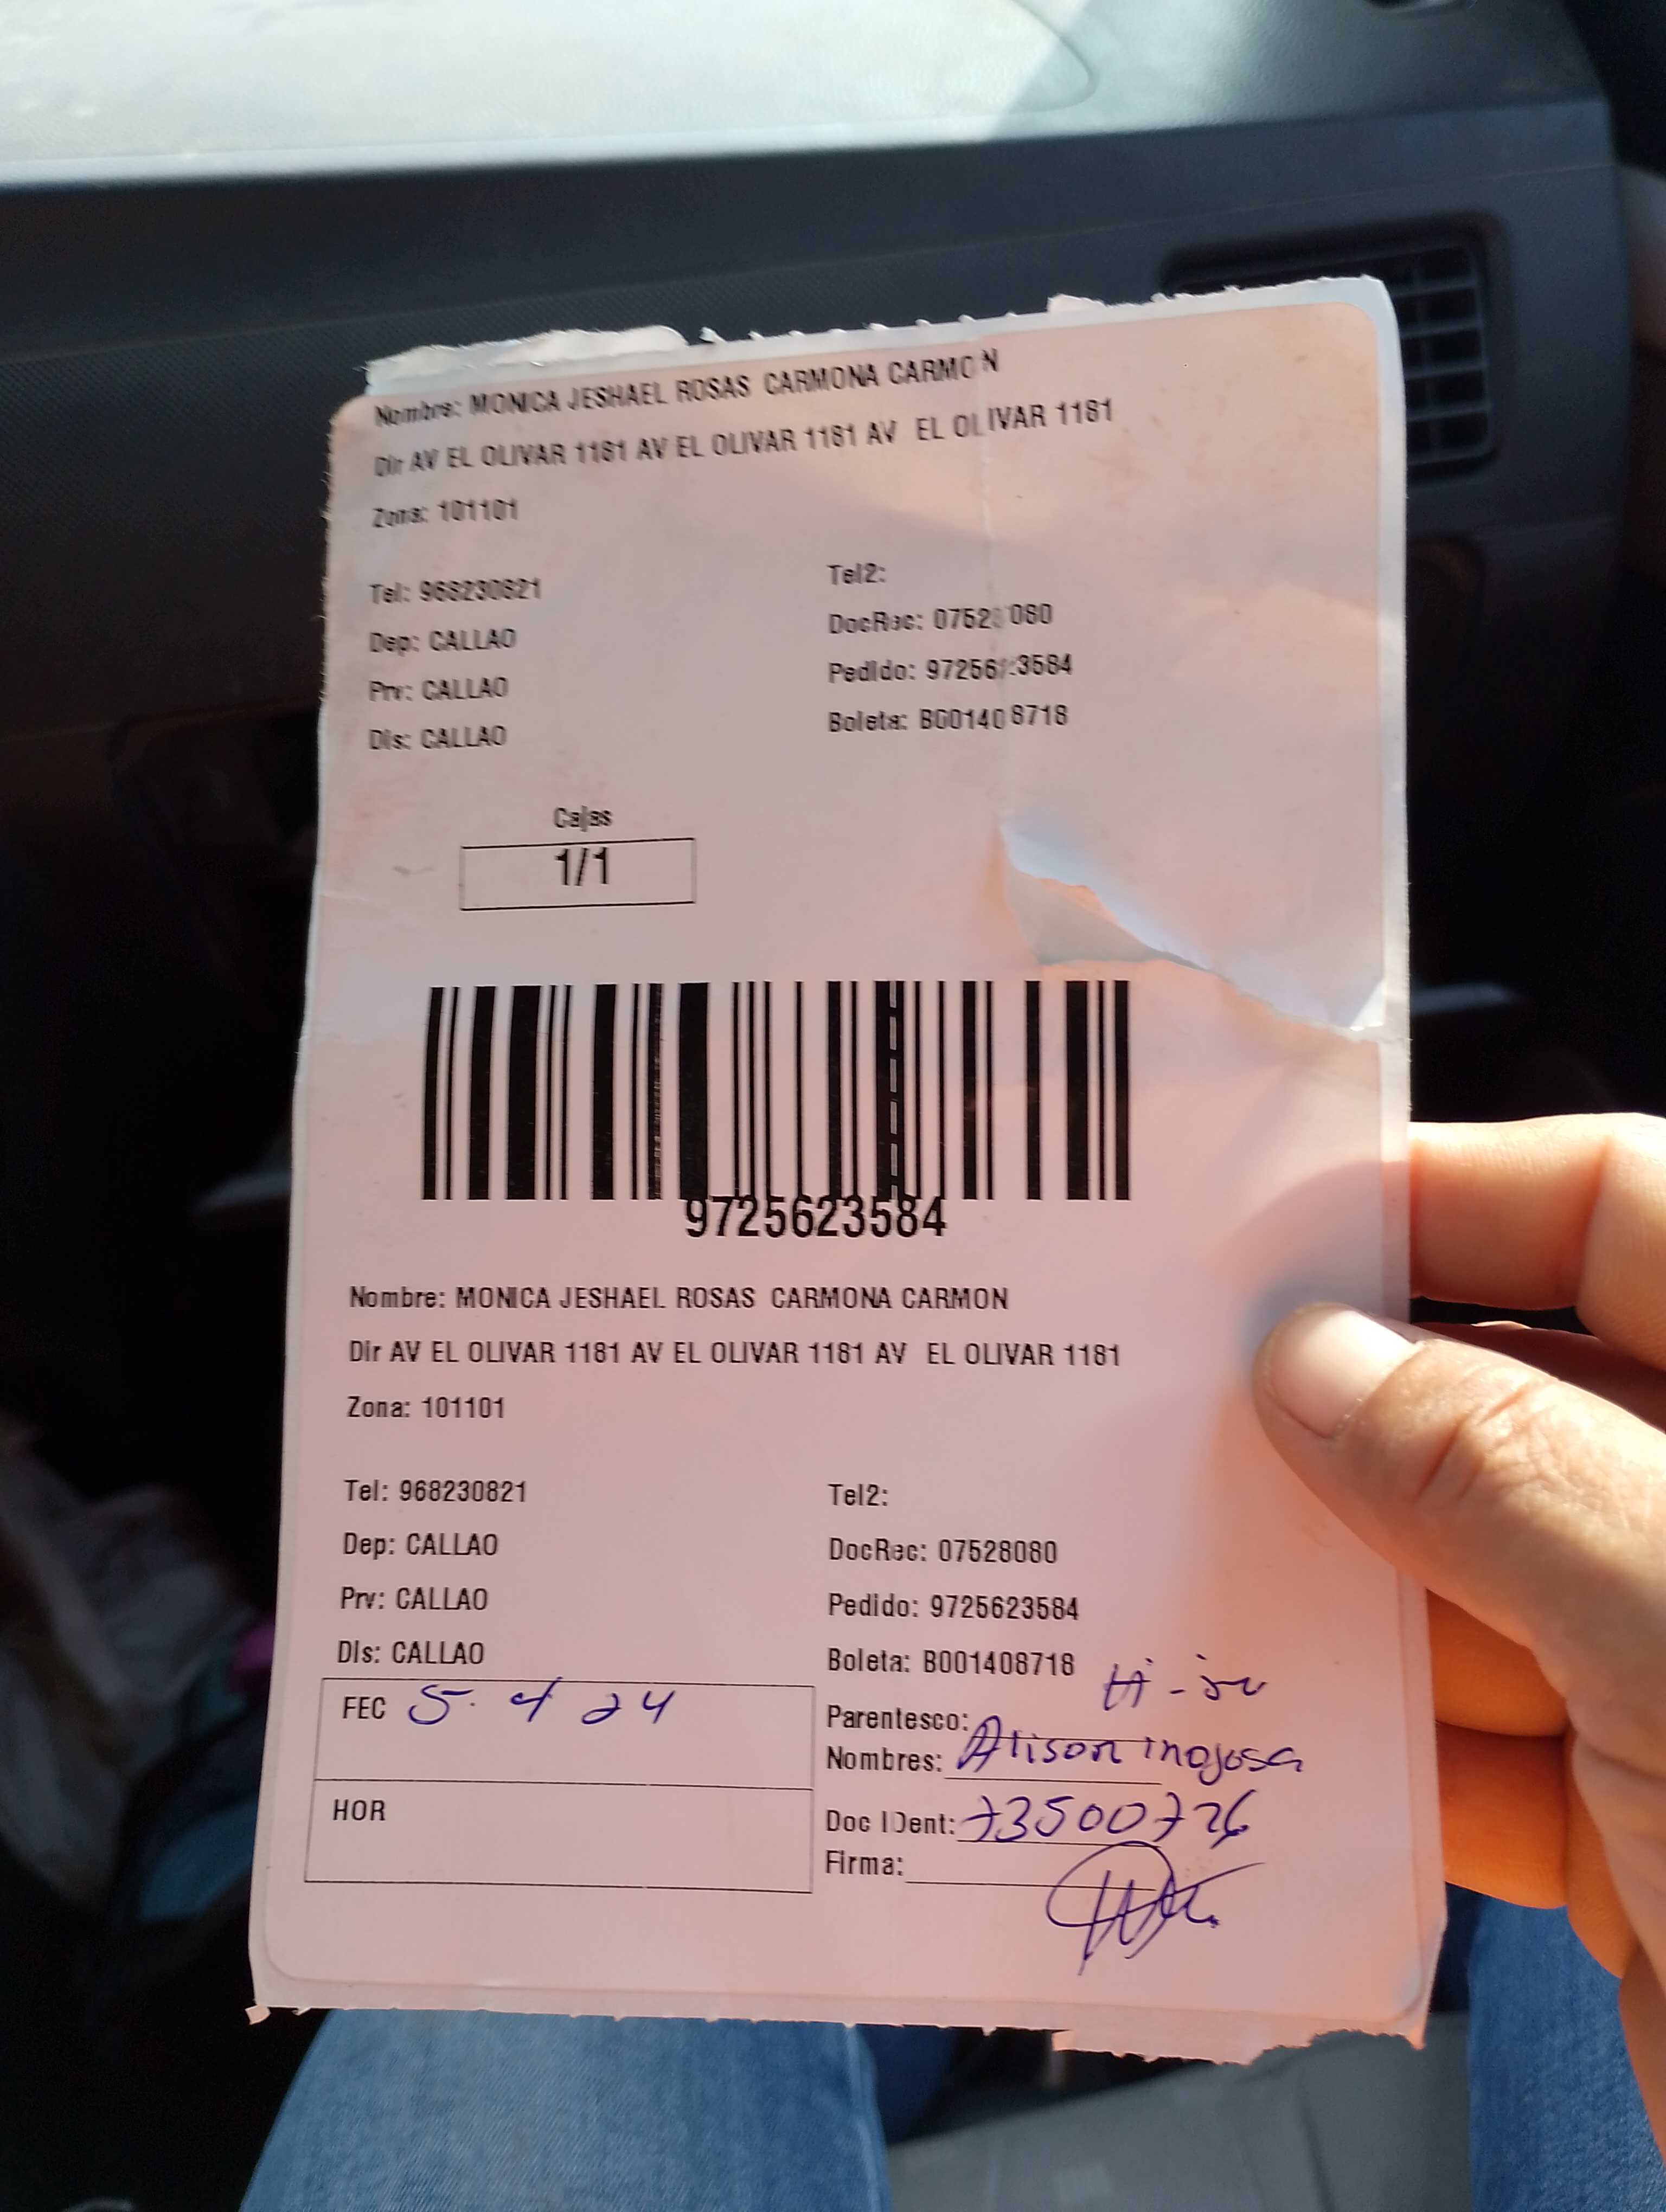 Nombre: MONICA JESHAEL ROSAS CARMONA CARMON
Dir AV EL OLIVAR 1181 AV EL OLIVAR 1181 AV EL OLIVAR 1181
Zona: 101101
Tel: 968230821
Tel2:
Dep: CALLAO
DocRec: 07528080
Prv: CALLAO
Pedido: 9725623584
Dis: CALLAO
Boleta: B001408718
Cajas
1/1
9725623584
Nombre: MONICA JESHAEL ROSAS CARMONA CARMON
Dir AV EL OLIVAR 1181 AV EL OLIVAR 1181 AV EL OLIVAR 1181
Zona: 101101
Tel: 968230821
Tel2:
Dep: CALLAO
DocRec: 07528080
Prv: CALLAO
Pedido: 9725623584
Dis: CALLAO
Boleta: B001408718
FEC 5. 4 24
Parentesco:
Nombres: Alison inojosa
HOR
Doc IDent: 73500726
Firma: